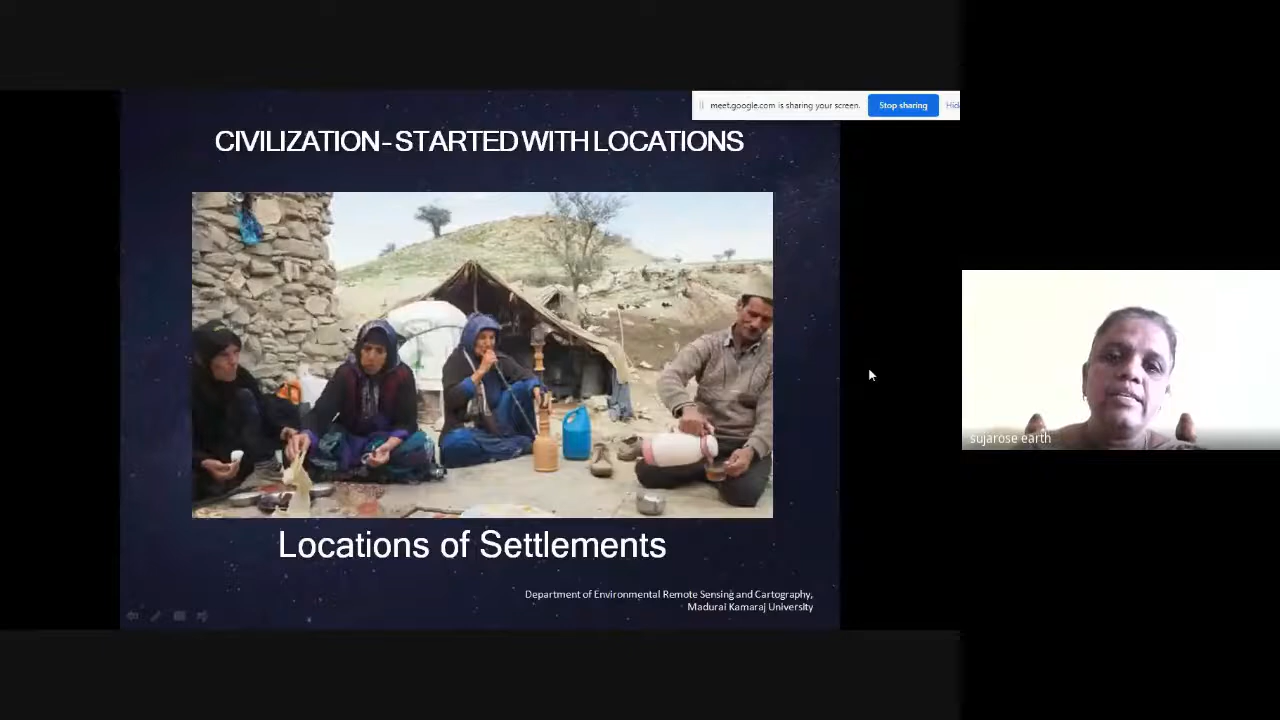 meet.google.com is sharing your screen.
Stop sharing
CIVILIZATION - STARTED WITH LOCATIONS
Locations of Settlements
Department of Environmental Remote Sensing and Cartography,
Madurai Kamaraj University
sujarose earth